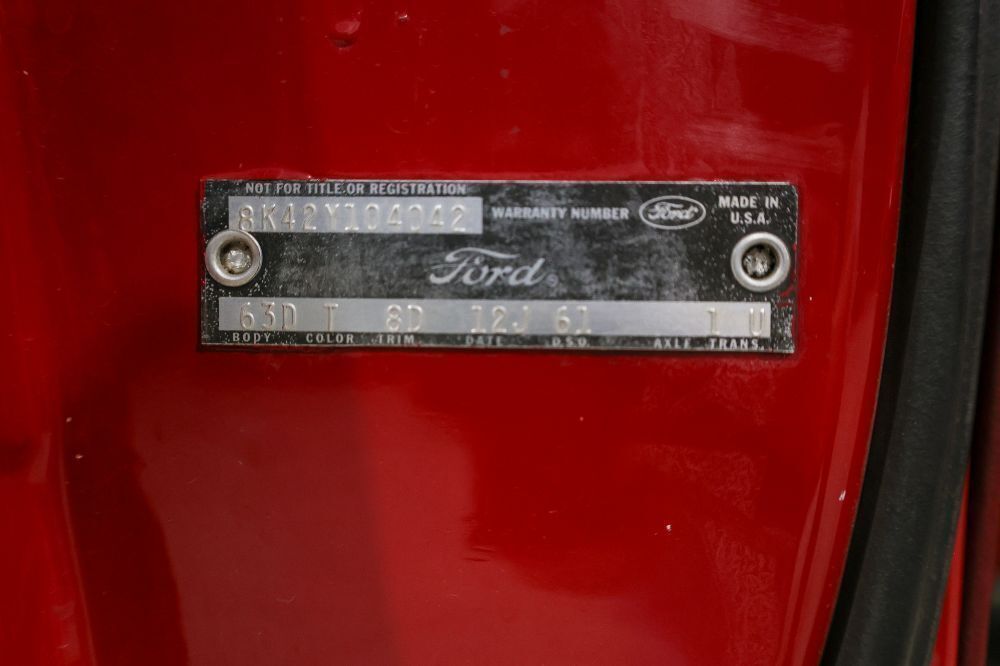 NOT FOR TITLE OR REGISTRATION
8K42Y104042 WARRANTY NUMBER Ford MADE IN
U.S.A.
Ford
63D T 8D 12J 61 1 U
BODY COLOR TRIM DATE D.S.O. AXLE TRANS.